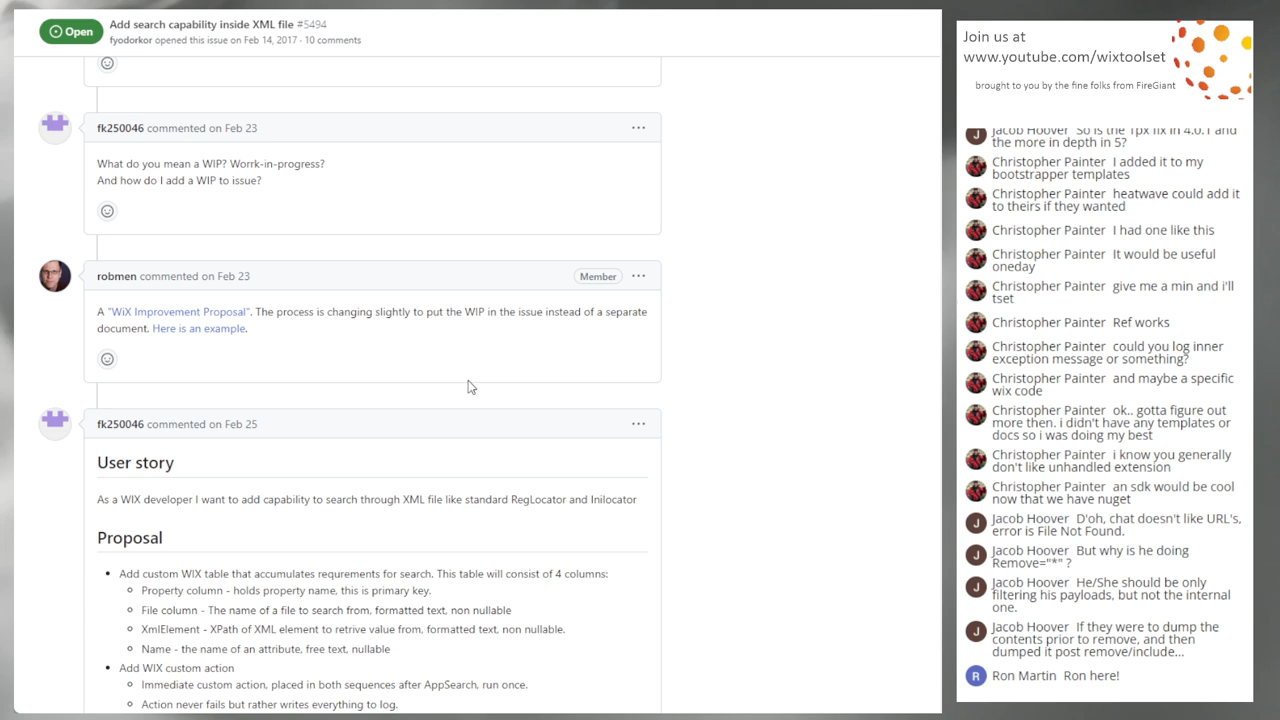 Open
Add search capability inside XML file #5494
fyodorkor opened this issue on Feb 14, 2017 · 10 comments
fk250046 commented on Feb 23
What do you mean a WIP? Worrk-in-progress?
And how do I add a WIP to issue?
robmen commented on Feb 23
Member
A "WiX Improvement Proposal". The process is changing slightly to put the WIP in the issue instead of a separate
document. Here is an example.
fk250046 commented on Feb 25
User story
As a WIX developer I want to add capability to search through XML file like standard RegLocator and Inilocator
Proposal
Add custom WIX table that accumulates requrements for search. This table will consist of 4 columns:
Property column - holds property name, this is primary key.
File column - The name of a file to search from, formatted text, non nullable
XmlElement - XPath of XML element to retrive value from, formatted text, non nullable.
Name - the name of an attribute, free text, nullable
Add WIX custom action
Immediate custom action, placed in both sequences after AppSearch, run once.
Action never fails but rather writes everything to log.
Join us at
www.youtube.com/wixtoolset
brought to you by the fine folks from FireGiant
J
Jacob Hoover So is the Tpx fix in 4.0.1 and
the more in depth in 5?
Christopher Painter I added it to my
bootstrapper templates
Christopher Painter heatwave could add it
to theirs if they wanted
Christopher Painter I had one like this
Christopher Painter It would be useful
oneday
Christopher Painter give me a min and i'll
tset
Christopher Painter Ref works
Christopher Painter could you log inner
exception message or something?
Christopher Painter and maybe a specific
wix code
Christopher Painter ok.. gotta figure out
more then. i didn't have any templates or
docs so i was doing my best
Christopher Painter i know you generally
don't like unhandled extension
Christopher Painter an sdk would be cool
now that we have nuget
J
Jacob Hoover D'oh, chat doesn't like URL's,
error is File Not Found.
J
Jacob Hoover But why is he doing
Remove="*" ?
J
Jacob Hoover He/She should be only
filtering his payloads, but not the internal
one.
J
Jacob Hoover If they were to dump the
contents prior to remove, and then
dumped it post remove/include...
R
Ron Martin Ron here!